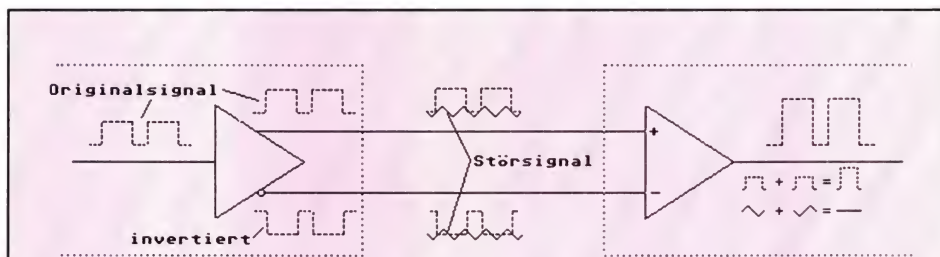 Originalsignal
Störsignal
invertiert
+
-
+ =
+ =